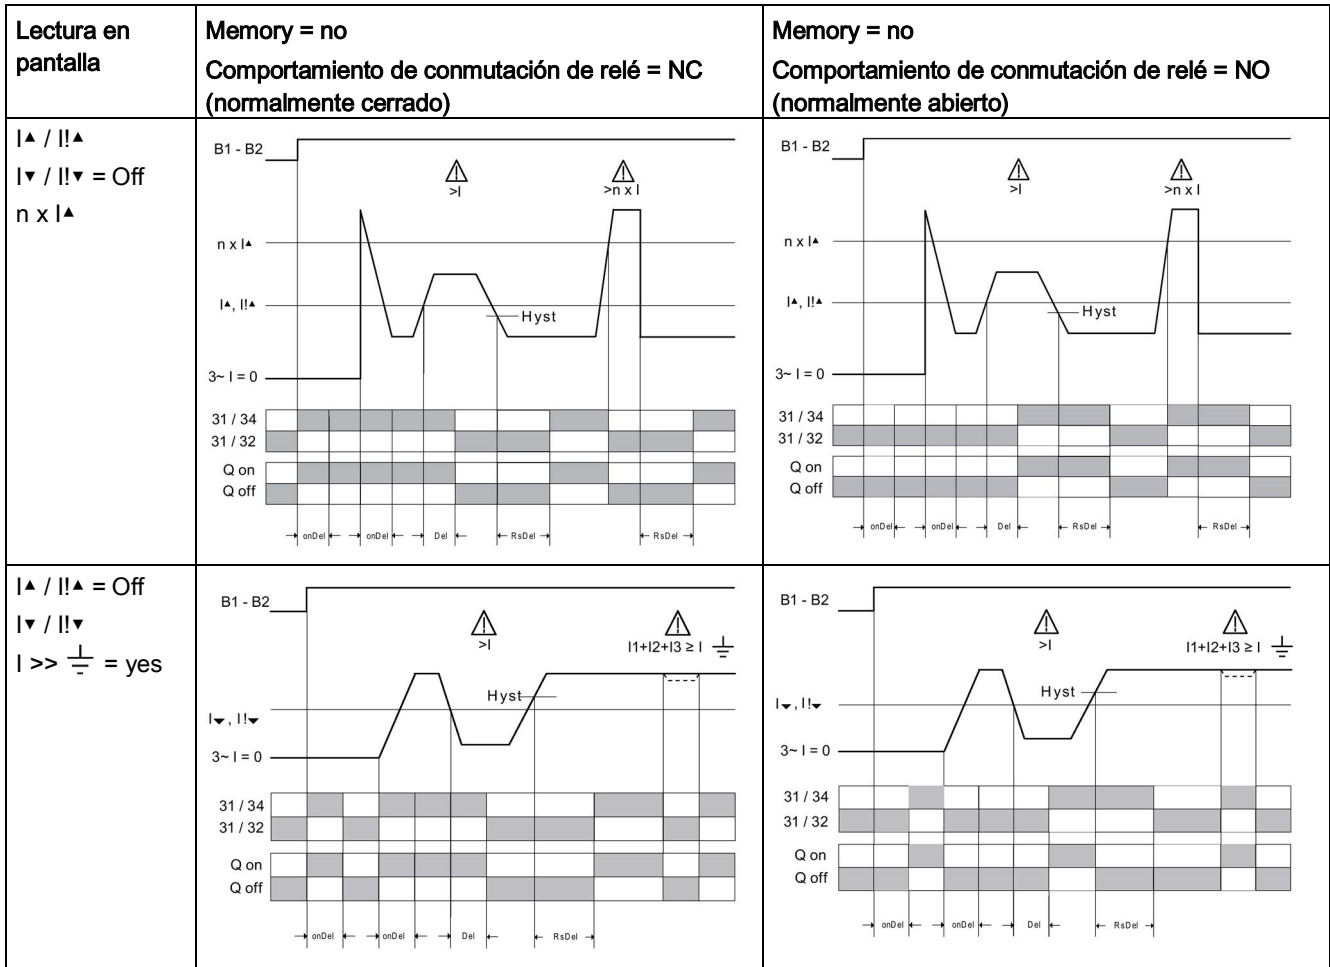 Lectura en
pantalla
Memory = no
Comportamiento de conmutación de relé = NC
(normalmente cerrado)
Memory = no
Comportamiento de conmutación de relé = NO
(normalmente abierto)
I▲ / I!▲
I▼ / I!▼ = Off
n x I▲
B1 - B2
>I
>n x I
n x I▲
I▲, I!▲
Hyst
3~ I = 0
31 / 34
31 / 32
Q on
Q off
onDel
onDel
Del
RsDel
RsDel
B1 - B2
>I
>n x I
n x I▲
I▲, I!▲
Hyst
3~ I = 0
31 / 34
31 / 32
Q on
Q off
onDel
onDel
Del
RsDel
RsDel
I▲ / I!▲ = Off
I▼ / I!▼
I >> ⏚ = yes
B1 - B2
>I
I1+I2+I3 ≥ I ⏚
Hyst
I▼, I!▼
3~ I = 0
31 / 34
31 / 32
Q on
Q off
onDel
onDel
Del
RsDel
B1 - B2
>I
I1+I2+I3 ≥ I ⏚
Hyst
I▼, I!▼
3~ I = 0
31 / 34
31 / 32
Q on
Q off
onDel
onDel
Del
RsDel